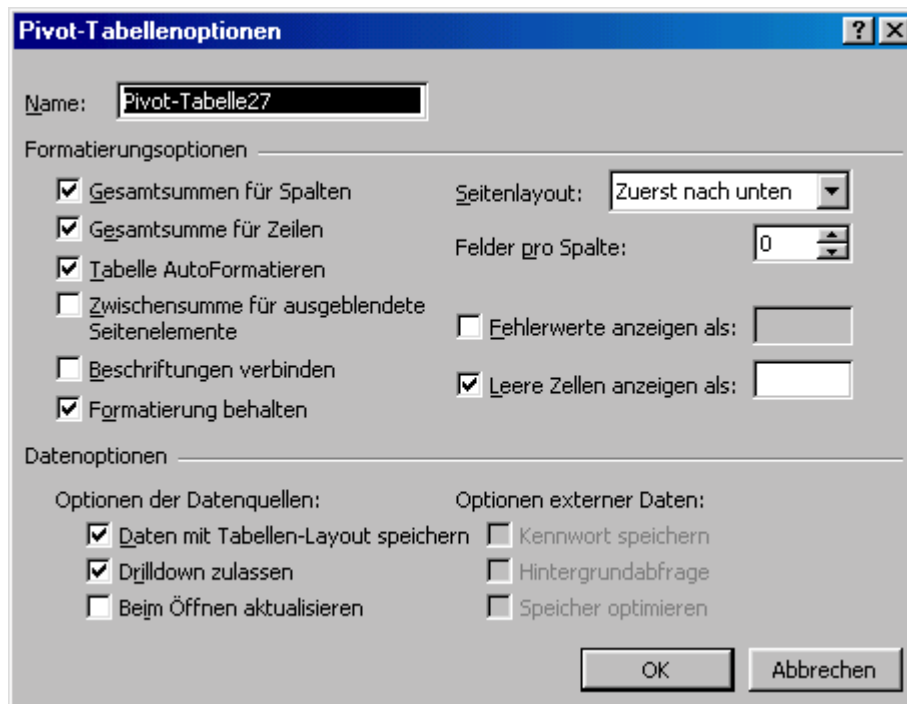 Pivot-Tabellenoptionen
Name: Pivot-Tabelle27
Formatierungsoptionen
Gesamtsummen für Spalten
Gesamtsumme für Zeilen
Tabelle AutoFormatieren
Zwischensumme für ausgeblendete
Seitenelemente
Beschriftungen verbinden
Formatierung behalten
Seitenlayout: Zuerst nach unten
Felder pro Spalte: 0
Fehlerwerte anzeigen als:
Leere Zellen anzeigen als:
Datenoptionen
Optionen der Datenquellen:
Daten mit Tabellen-Layout speichern
Drilldown zulassen
Beim Öffnen aktualisieren
Optionen externer Daten:
Kennwort speichern
Hintergrundabfrage
Speicher optimieren
OK
Abbrechen